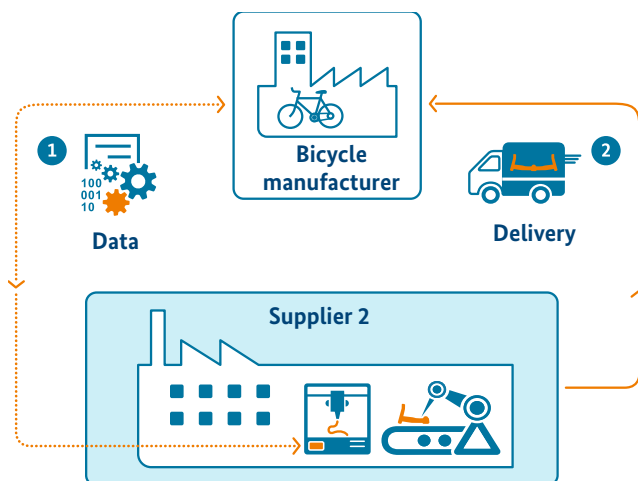 Bicycle
manufacturer
1
100
001
10
Data
2
Delivery
Supplier 2